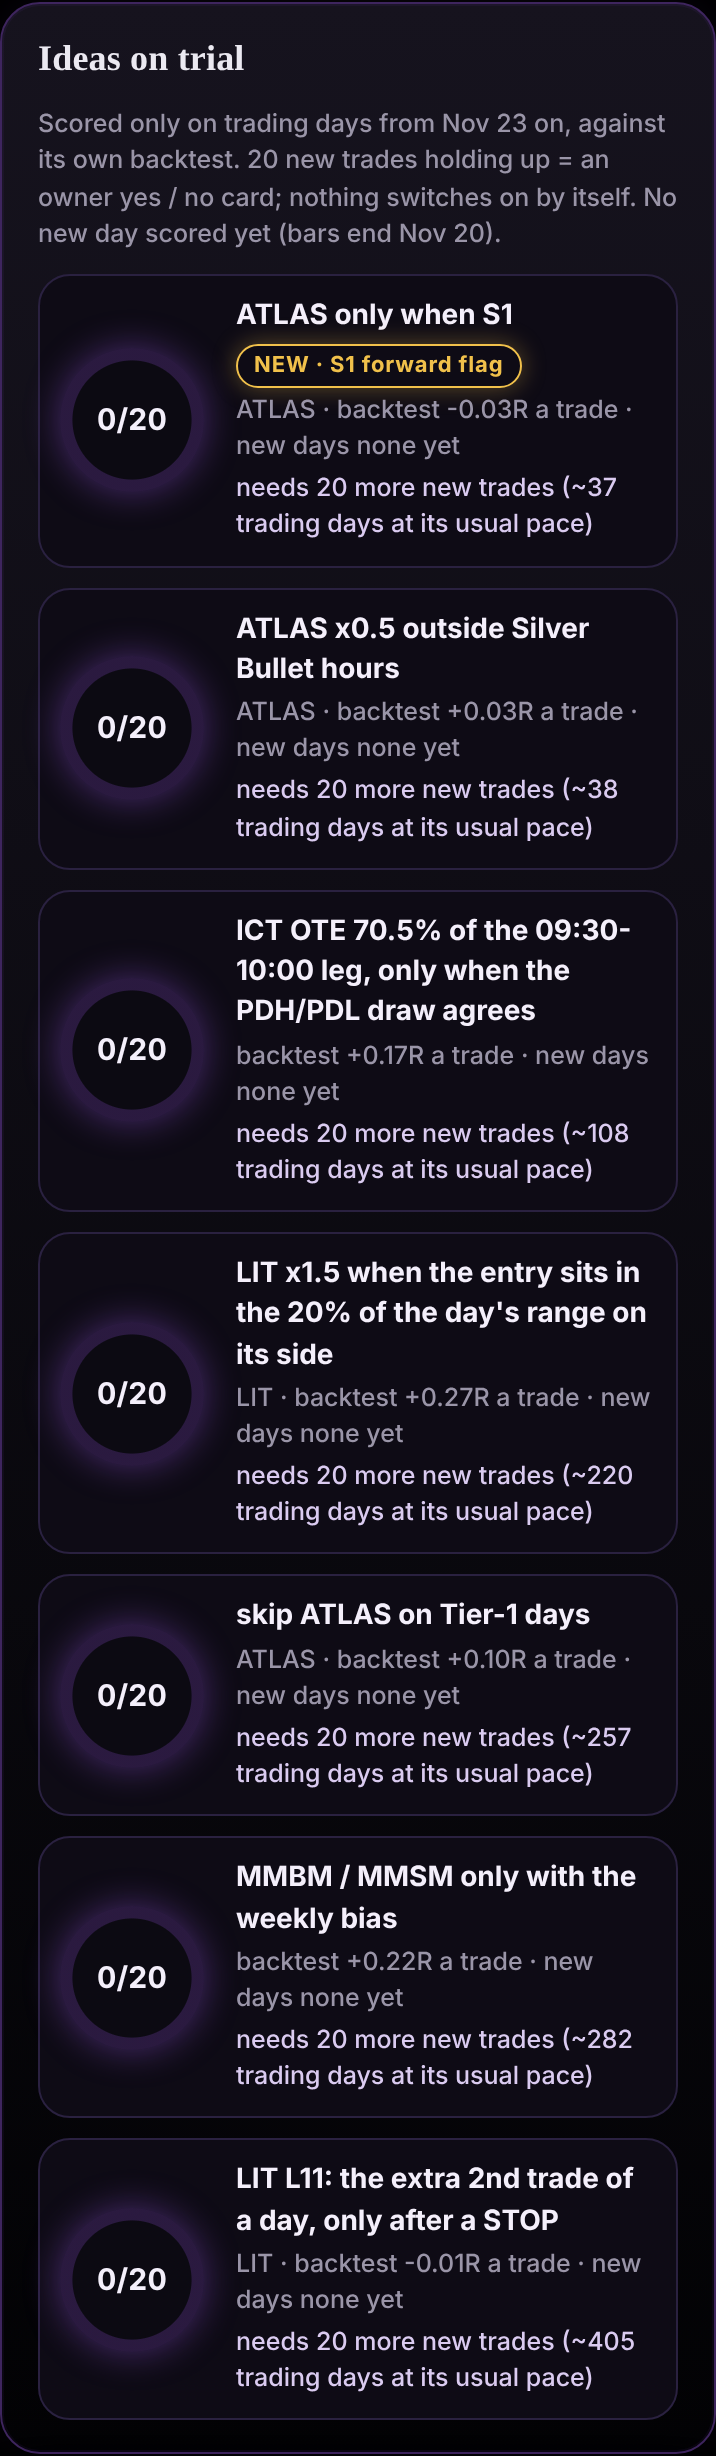 Ideas on trial
Scored only on trading days from Nov 23 on, against
its own backtest. 20 new trades holding up = an
owner yes / no card; nothing switches on by itself. No
new day scored yet (bars end Nov 20).
0/20
ATLAS only when S1
NEW · S1 forward flag
ATLAS · backtest -0.03R a trade ·
new days none yet
needs 20 more new trades (~37
trading days at its usual pace)
0/20
ATLAS x0.5 outside Silver
Bullet hours
ATLAS · backtest +0.03R a trade ·
new days none yet
needs 20 more new trades (~38
trading days at its usual pace)
0/20
ICT OTE 70.5% of the 09:30-
10:00 leg, only when the
PDH/PDL draw agrees
backtest +0.17R a trade · new days
none yet
needs 20 more new trades (~108
trading days at its usual pace)
0/20
LIT x1.5 when the entry sits in
the 20% of the day's range on
its side
LIT · backtest +0.27R a trade · new
days none yet
needs 20 more new trades (~220
trading days at its usual pace)
0/20
skip ATLAS on Tier-1 days
ATLAS · backtest +0.10R a trade ·
new days none yet
needs 20 more new trades (~257
trading days at its usual pace)
0/20
MMBM / MMSM only with the
weekly bias
backtest +0.22R a trade · new
days none yet
needs 20 more new trades (~282
trading days at its usual pace)
0/20
LIT L11: the extra 2nd trade of
a day, only after a STOP
LIT · backtest -0.01R a trade · new
days none yet
needs 20 more new trades (~405
trading days at its usual pace)